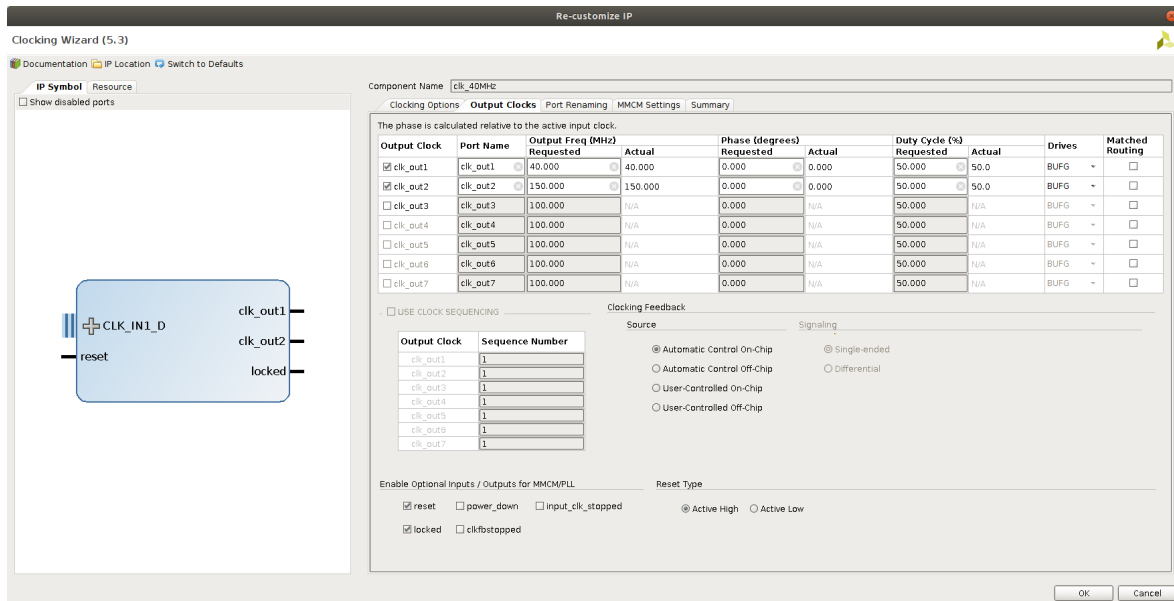 Re-customize IP
Clocking Wizard (5.3)
Documentation IP Location Switch to Defaults
IP Symbol Resource
Show disabled ports
CLK_IN1_D
reset
clk_out1
clk_out2
locked
Component Name clk_40MHz
Clocking Options Output Clocks Port Renaming MMCM Settings Summary
The phase is calculated relative to the active input clock.
Output Clock Port Name Output Freq (MHz) Phase (degrees) Duty Cycle (%) Drives Matched Routing
Requested Actual Requested Actual Requested Actual
clk_out1 clk_out1 40.000 40.000 0.000 0.000 50.000 50.0 BUFG
clk_out2 clk_out2 150.000 150.000 0.000 0.000 50.000 50.0 BUFG
clk_out3 clk_out3 100.000 N/A 0.000 N/A 50.000 N/A BUFG
clk_out4 clk_out4 100.000 N/A 0.000 N/A 50.000 N/A BUFG
clk_out5 clk_out5 100.000 N/A 0.000 N/A 50.000 N/A BUFG
clk_out6 clk_out6 100.000 N/A 0.000 N/A 50.000 N/A BUFG
clk_out7 clk_out7 100.000 N/A 0.000 N/A 50.000 N/A BUFG
USE CLOCK SEQUENCING
Output Clock Sequence Number
clk_out1 1
clk_out2 1
clk_out3 1
clk_out4 1
clk_out5 1
clk_out6 1
clk_out7 1
Clocking Feedback
Source Signaling
Automatic Control On-Chip Single-ended
Automatic Control Off-Chip Differential
User-Controlled On-Chip
User-Controlled Off-Chip
Enable Optional Inputs / Outputs for MMCM/PLL
reset power_down input_clk_stopped
locked clkfbstopped
Reset Type
Active High Active Low
OK Cancel